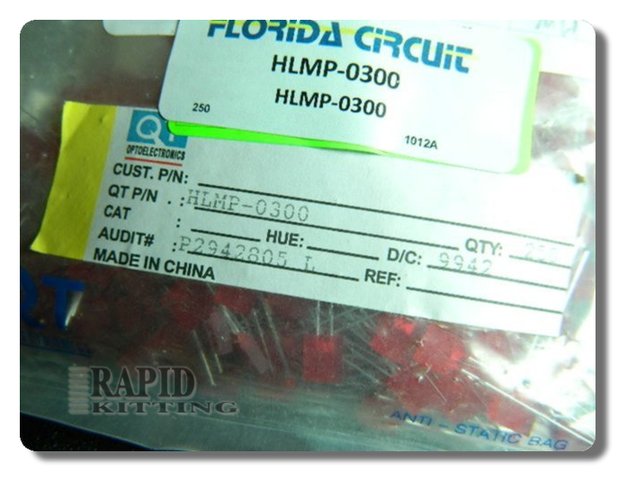 FLORIDA CIRCUIT
HLMP-0300
HLMP-0300
250
1012A
QT
OPTOELECTRONICS
CUST. P/N:
QT P/N . : HLMP-0300
CAT :
HUE: QTY:
AUDIT# : P2942805 L D/C: 9942
MADE IN CHINA REF:
QT
RAPID
KITTING
ANTI - STATIC BAG